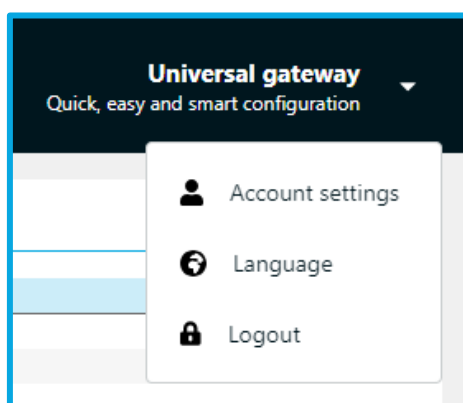 Universal gateway
Quick, easy and smart configuration
Account settings
Language
Logout